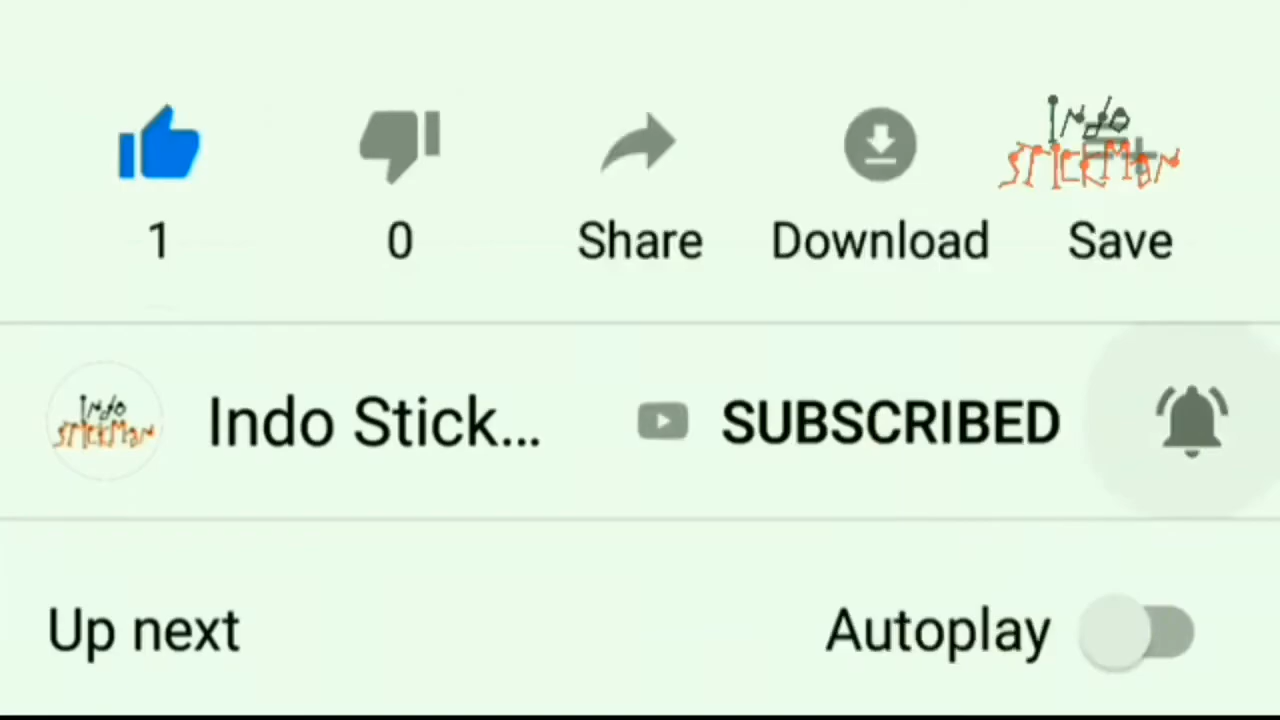 Indo
StickMan
1 0 Share Download Save
Indo
StickMan
Indo Stick... SUBSCRIBED
Up next Autoplay